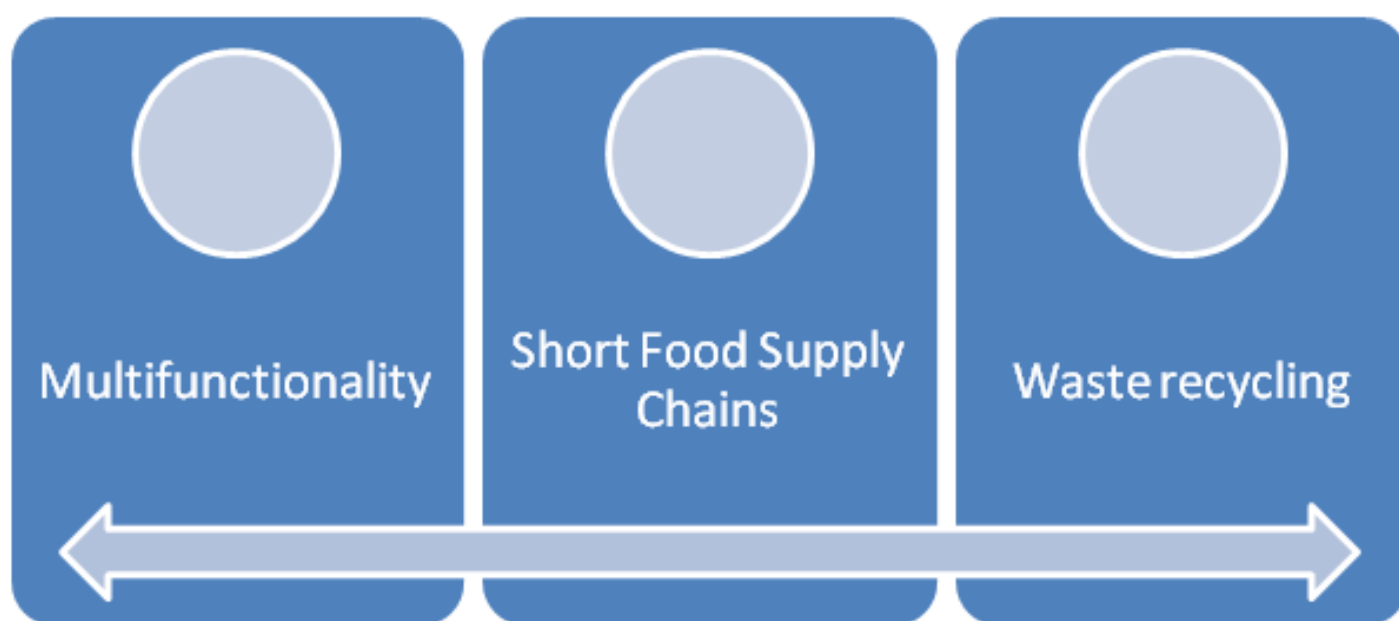 Multifunctionality
Short Food Supply
Chains
Waste recycling